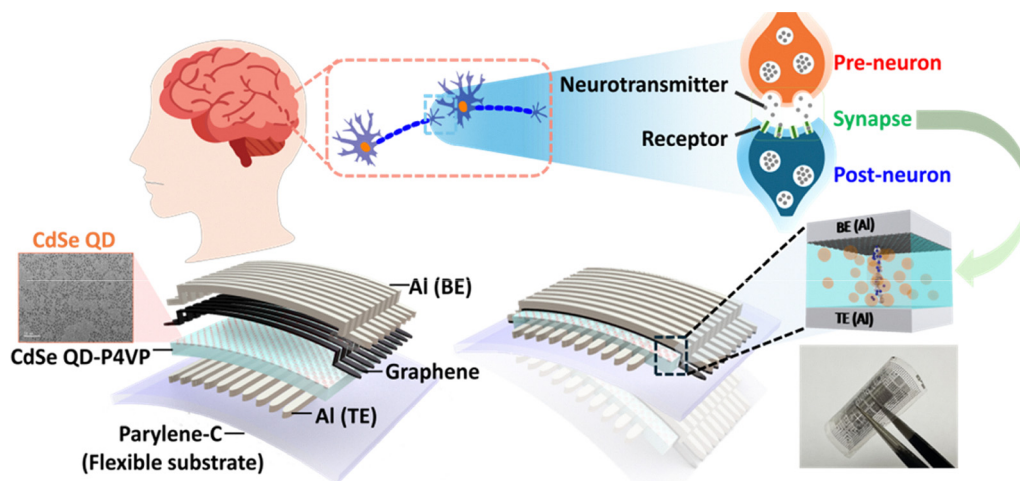 Pre-neuron
Neurotransmitter
Synapse
Receptor
Post-neuron
CdSe QD
BE (Al)
Al (BE)
TE (Al)
CdSe QD-P4VP
Graphene
Al (TE)
Parylene-C
(Flexible substrate)